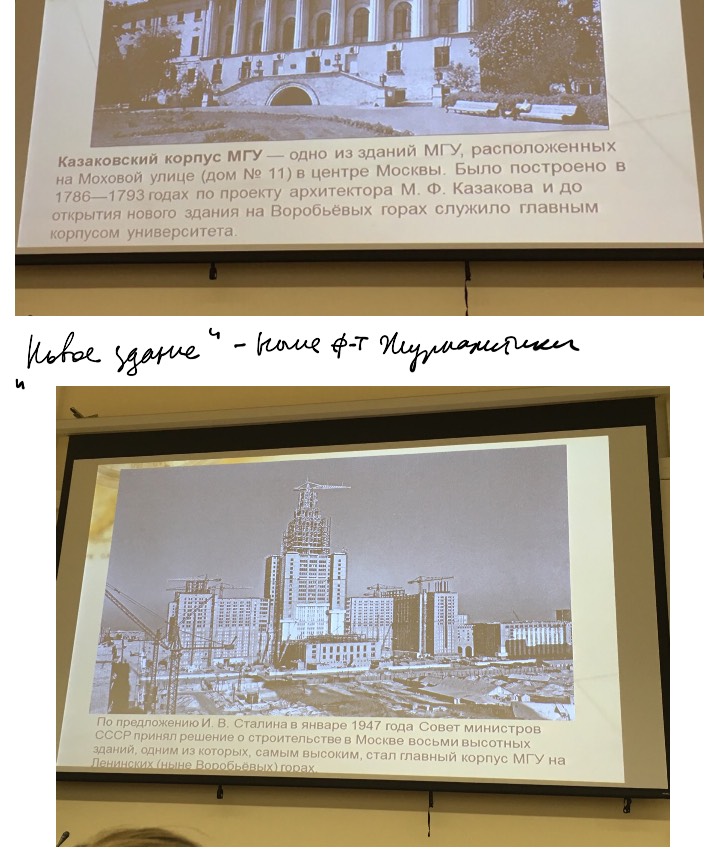 Казаковский корпус МГУ — одно из зданий МГУ, расположенных
на Моховой улице (дом № 11) в центре Москвы. Было построено в
1786—1793 годах по проекту архитектора М. Ф. Казакова и до
открытия нового здания на Воробьёвых горах служило главным
корпусом университета.
"Новое здание" - ныне ф-т журналистики
По предложению И. В. Сталина в январе 1947 года Совет министров
СССР принял решение о строительстве в Москве восьми высотных
зданий, одним из которых, самым высоким, стал главный корпус МГУ на
Ленинских (ныне Воробьёвых) горах.